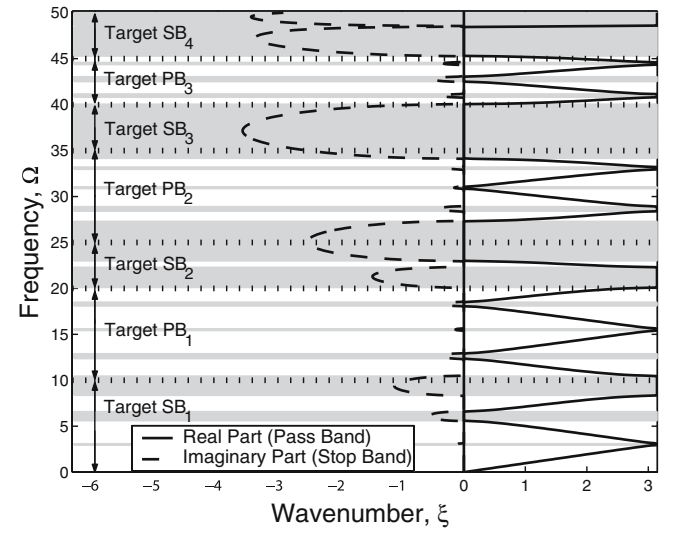 50
45
40
35
30
25
20
15
10
5
0
Frequency, Ω
Target SB4
Target PB3
Target SB3
Target PB2
Target SB2
Target PB1
Target SB1
Real Part (Pass Band)
Imaginary Part (Stop Band)
−6 −5 −4 −3 −2 −1 0 1 2 3
Wavenumber, ξ